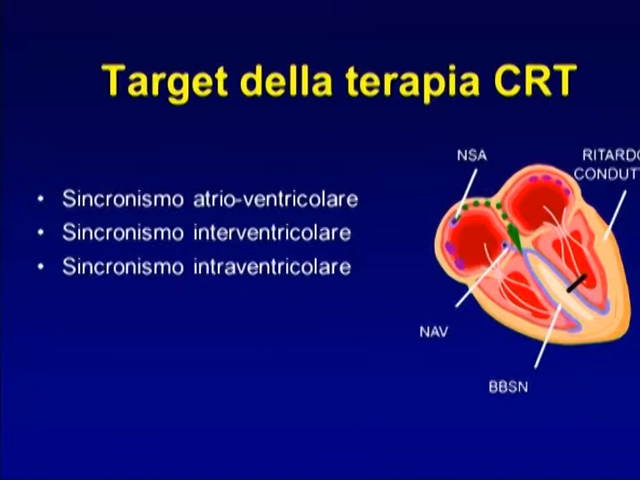 Target della terapia CRT
• Sincronismo atrio-ventricolare
• Sincronismo interventricolare
• Sincronismo intraventricolare
NSA
NAV
BBSN